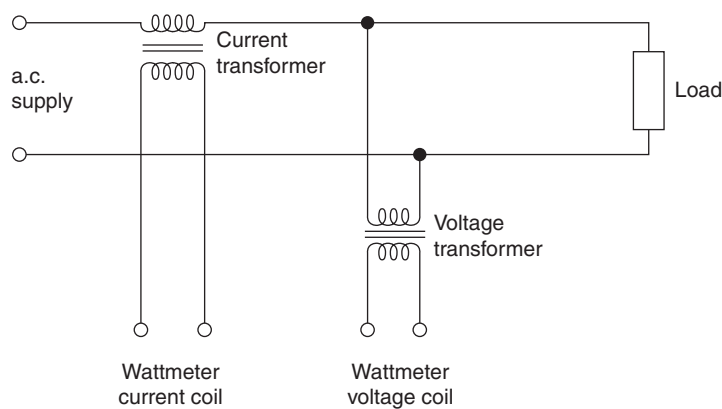 Current
transformer
a.c.
supply
Load
Voltage
transformer
Wattmeter
current coil
Wattmeter
voltage coil